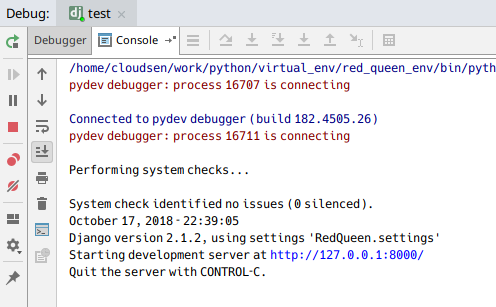 Debug: dj test ×
Debugger Console
/home/cloudsen/work/python/virtual_env/red_queen_env/bin/pyth
pydev debugger: process 16707 is connecting
Connected to pydev debugger (build 182.4505.26)
pydev debugger: process 16711 is connecting
Performing system checks...
System check identified no issues (0 silenced).
October 17, 2018 - 22:39:05
Django version 2.1.2, using settings 'RedQueen.settings'
Starting development server at http://127.0.0.1:8000/
Quit the server with CONTROL-C.